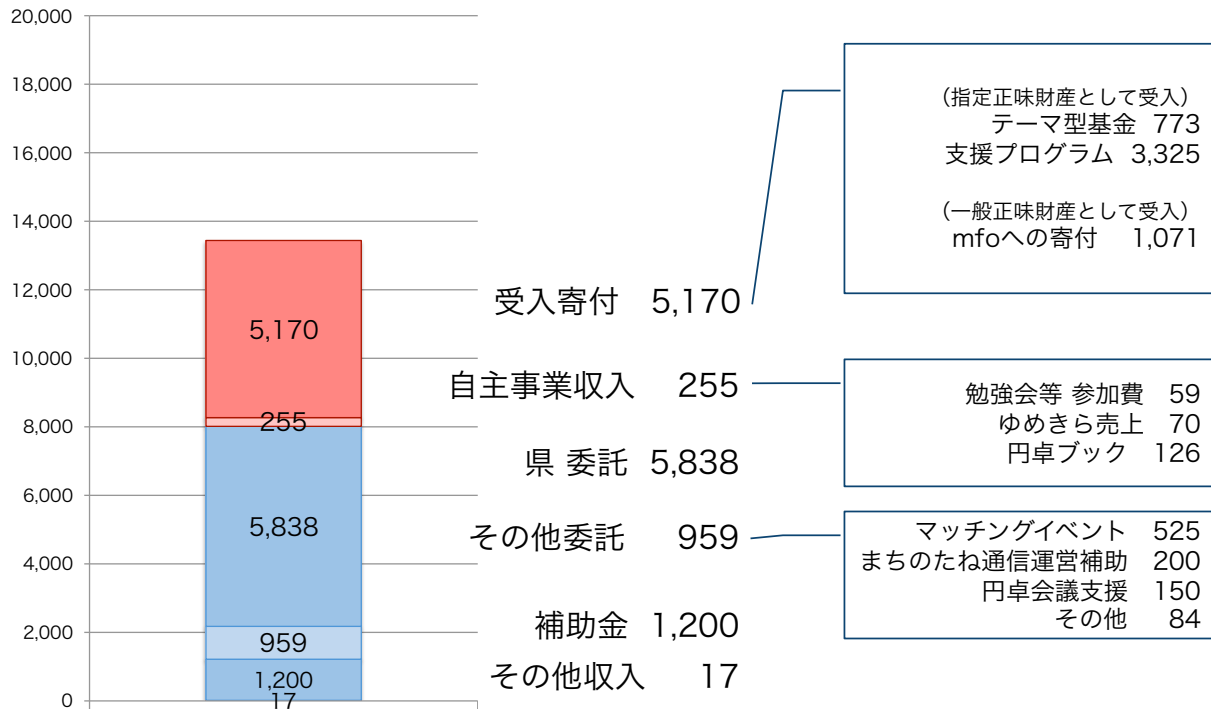 20,000
18,000
16,000
14,000
12,000
10,000
8,000
6,000
4,000
2,000
0
5,170
255
5,838
959
1,200
17
受入寄付 5,170
自主事業収入 255
県 委託 5,838
その他委託 959
補助金 1,200
その他収入 17
（指定正味財産として受入）
テーマ型基金 773
支援プログラム 3,325
（一般正味財産として受入）
mfoへの寄付 1,071
勉強会等 参加費 59
ゆめきら売上 70
円卓ブック 126
マッチングイベント 525
まちのたね通信運営補助 200
円卓会議支援 150
その他 84